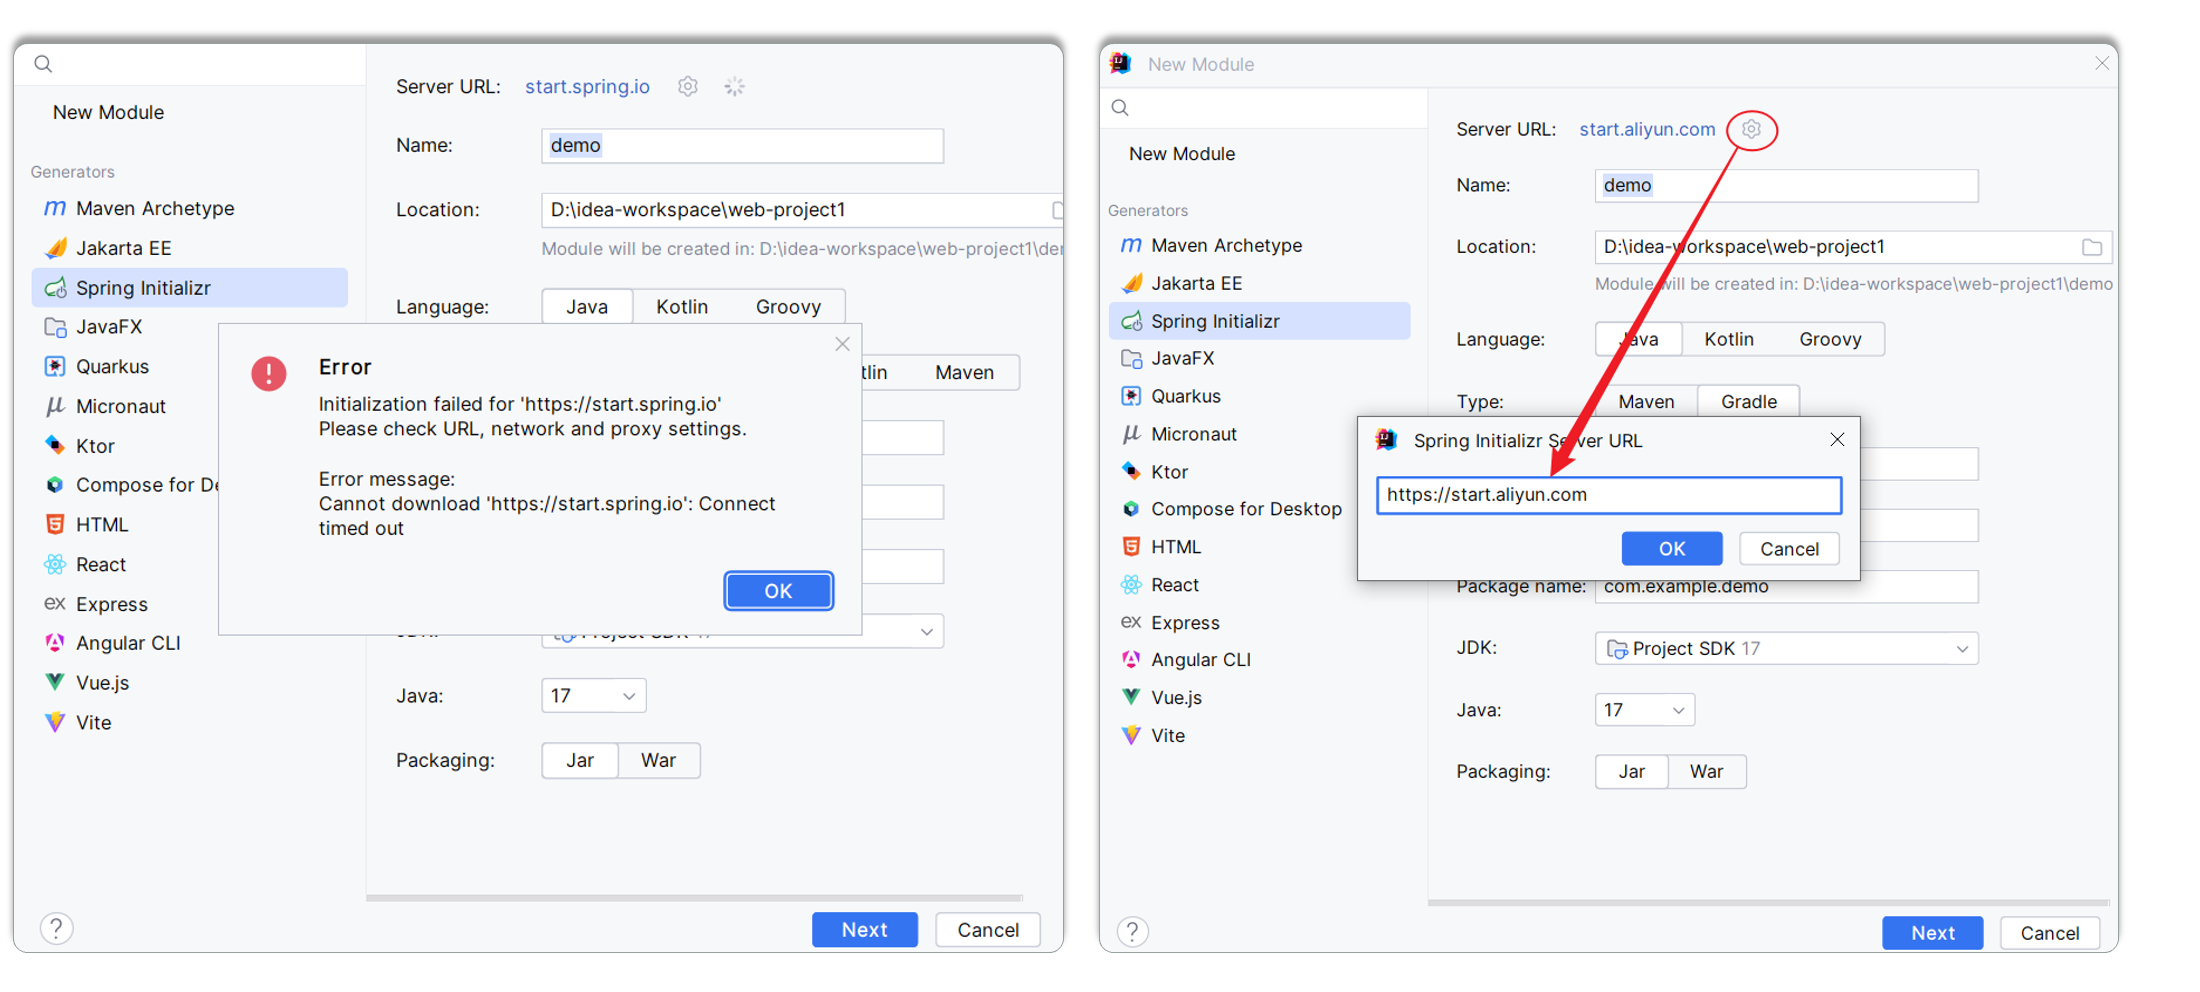 New Module
Generators
Maven Archetype
Jakarta EE
Spring Initializr
JavaFX
Quarkus
Micronaut
Ktor
Compose for De
HTML
React
Express
Angular CLI
Vue.js
Vite
Server URL: start.spring.io
Name: demo
Location: D:\idea-workspace\web-project1
Module will be created in: D:\idea-workspace\web-project1\de
Language: Java Kotlin Groovy
tlin Maven
Error
Initialization failed for 'https://start.spring.io'
Please check URL, network and proxy settings.
Error message:
Cannot download 'https://start.spring.io': Connect
timed out
OK
JDK: Project SDK 17
Java: 17
Packaging: Jar War
? Next Cancel
New Module
New Module
Generators
Maven Archetype
Jakarta EE
Spring Initializr
JavaFX
Quarkus
Micronaut
Ktor
Compose for Desktop
HTML
React
Express
Angular CLI
Vue.js
Vite
Server URL: start.aliyun.com
Name: demo
Location: D:\idea-workspace\web-project1
Module will be created in: D:\idea-workspace\web-project1\demo
Language: Java Kotlin Groovy
Type: Maven Gradle
Spring Initializr Server URL
https://start.aliyun.com
OK Cancel
Package name: com.example.demo
JDK: Project SDK 17
Java: 17
Packaging: Jar War
? Next Cancel